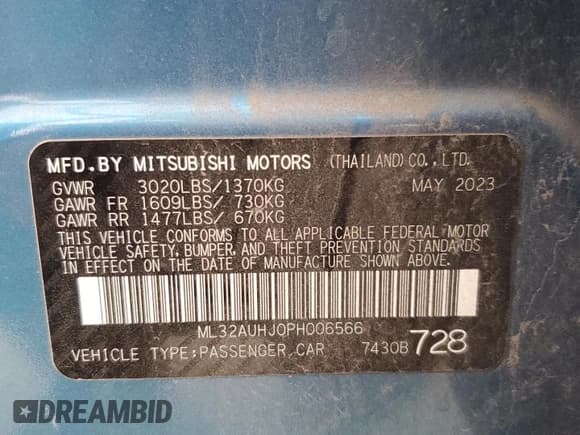 MFD.BY MITSUBISHI MOTORS (THAILAND) CO., LTD.
GVWR 3020LBS/1370KG MAY 2023
GAWR FR 1609LBS/ 730KG
GAWR RR 1477LBS/ 670KG
THIS VEHICLE CONFORMS TO ALL APPLICABLE FEDERAL MOTOR
VEHICLE SAFETY, BUMPER, AND THEFT PREVENTION STANDARDS
IN EFFECT ON THE DATE OF MANUFACTURE SHOWN ABOVE.
ML32AUHJ0PH006566
VEHICLE TYPE:PASSENGER CAR 7430B 728
DREAMBID